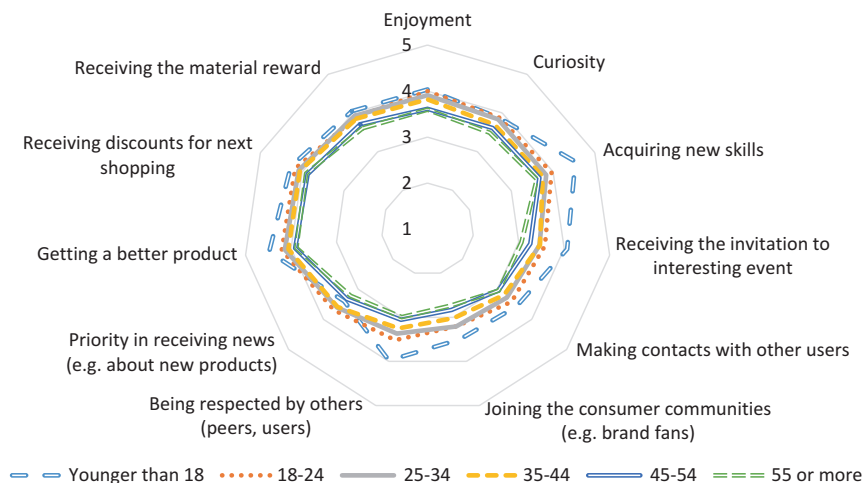 Enjoyment
5
Receiving the material reward
Curiosity
4
3
Receiving discounts for next
shopping
Acquiring new skills
2
1
Getting a better product
Receiving the invitation to
interesting event
Priority in receiving news
(e.g. about new products)
Making contacts with other users
Being respected by others
(peers, users)
Joining the consumer communities
(e.g. brand fans)
Younger than 18
18-24
25-34
35-44
45-54
55 or more